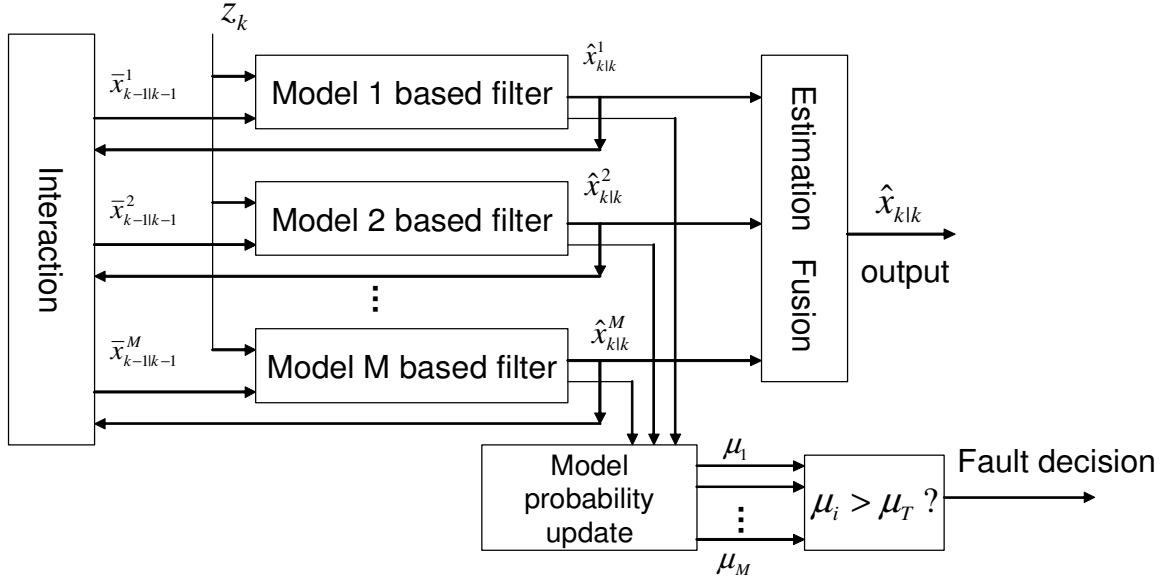 z_k
Interaction
x̄^1_{k−1|k−1}
Model 1 based filter
x̂^1_{k|k}
x̄^2_{k−1|k−1}
Model 2 based filter
x̂^2_{k|k}
⋮
x̄^M_{k−1|k−1}
Model M based filter
x̂^M_{k|k}
Estimation Fusion
x̂_{k|k}
output
Model
probability
update
μ_1
⋮
μ_M
μ_i > μ_T ?
Fault decision